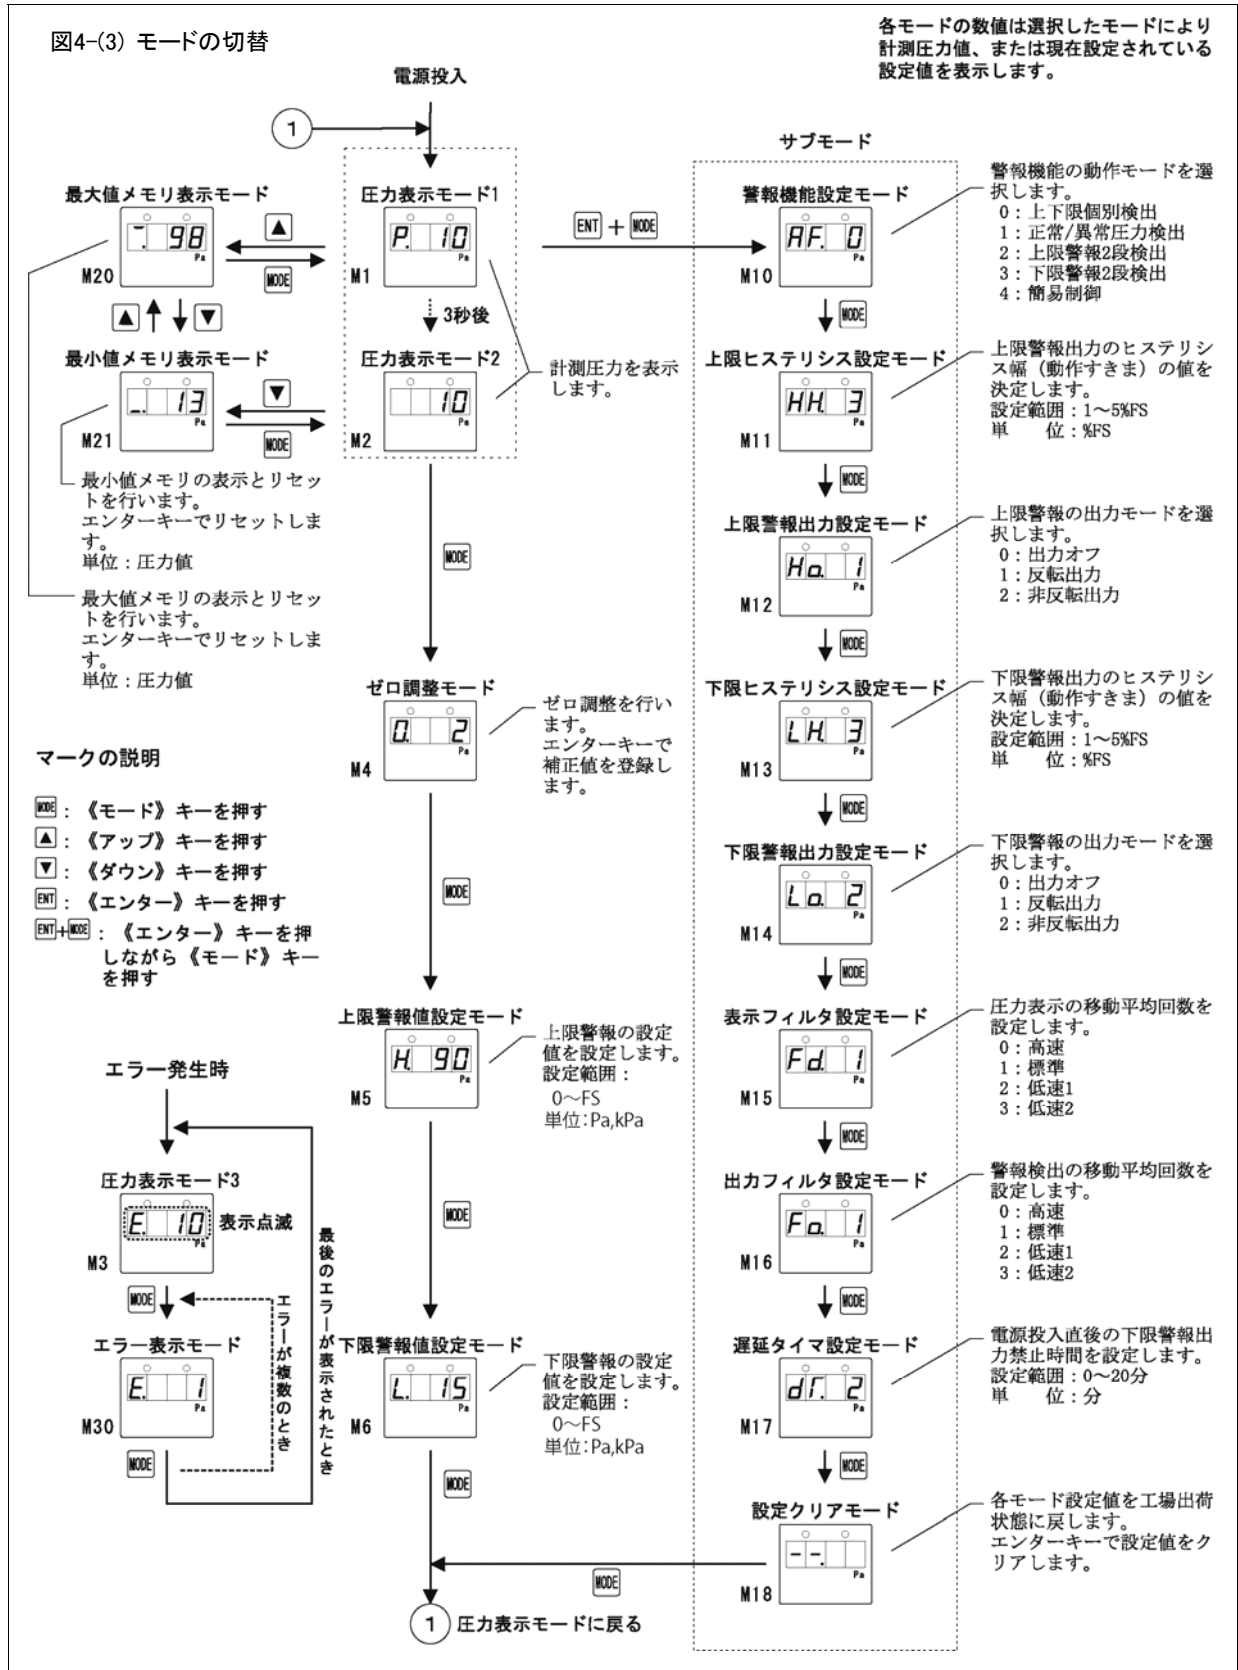 図4-(3) モードの切替
各モードの数値は選択したモードにより
計測圧力値、または現在設定されている
設定値を表示します。
電源投入
1
サブモード
最大値メモリ表示モード
98
Pa
M20
▲
MODE
圧力表示モード1
P. 10
Pa
M1
ENT + MODE
警報機能設定モード
AF. 0
Pa
M10
警報機能の動作モードを選
択します。
0：上下限個別検出
1：正常/異常圧力検出
2：上限警報2段検出
3：下限警報2段検出
4：簡易制御
▲ ▼
3秒後
MODE
最小値メモリ表示モード
_. 13
Pa
M21
▼
MODE
圧力表示モード2
10
Pa
M2
計測圧力を表示
します。
上限ヒステリシス設定モード
HH. 3
Pa
M11
上限警報出力のヒステリシ
ス幅（動作すきま）の値を
決定します。
設定範囲：1～5%FS
単　　位：%FS
MODE
最小値メモリの表示とリセッ
トを行います。
エンターキーでリセットしま
す。
単位：圧力値
最大値メモリの表示とリセッ
トを行います。
エンターキーでリセットしま
す。
単位：圧力値
MODE
上限警報出力設定モード
Ho. 1
Pa
M12
上限警報の出力モードを選
択します。
0：出力オフ
1：反転出力
2：非反転出力
MODE
ゼロ調整モード
0. 2
Pa
M4
ゼロ調整を行い
ます。
エンターキーで
補正値を登録し
ます。
下限ヒステリシス設定モード
LH. 3
Pa
M13
下限警報出力のヒステリシ
ス幅（動作すきま）の値を
決定します。
設定範囲：1～5%FS
単　　位：%FS
MODE
マークの説明
MODE：《モード》キーを押す
▲：《アップ》キーを押す
▼：《ダウン》キーを押す
ENT：《エンター》キーを押す
ENT+MODE：《エンター》キーを押
しながら《モード》キー
を押す
MODE
下限警報出力設定モード
Lo. 2
Pa
M14
下限警報の出力モードを選
択します。
0：出力オフ
1：反転出力
2：非反転出力
MODE
上限警報値設定モード
H. 90
Pa
M5
上限警報の設定
値を設定します。
設定範囲：
0～FS
単位:Pa,kPa
表示フィルタ設定モード
Fd. 1
Pa
M15
圧力表示の移動平均回数を
設定します。
0：高速
1：標準
2：低速1
3：低速2
MODE
エラー発生時
圧力表示モード3
E. 10
Pa
表示点滅
M3
MODE
エラーが複数のとき
最後のエラーが表示されたとき
エラー表示モード
E. 1
Pa
M30
MODE
MODE
出力フィルタ設定モード
Fo. 1
Pa
M16
警報検出の移動平均回数を
設定します。
0：高速
1：標準
2：低速1
3：低速2
MODE
下限警報値設定モード
L. 15
Pa
M6
下限警報の設定
値を設定します。
設定範囲：
0～FS
単位:Pa,kPa
MODE
遅延タイマ設定モード
dT. 2
Pa
M17
電源投入直後の下限警報出
力禁止時間を設定します。
設定範囲：0～20分
単　　位：分
MODE
設定クリアモード
--.
Pa
M18
各モード設定値を工場出荷
状態に戻します。
エンターキーで設定値をク
リアします。
MODE
1 圧力表示モードに戻る